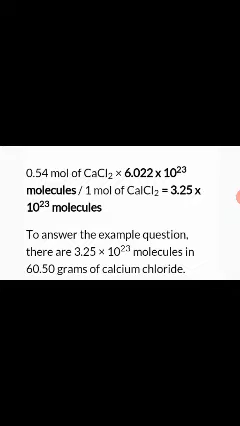 0.54 mol of CaCl₂ × 6.022 x 10²³
molecules / 1 mol of CalCl₂ = 3.25 x
10²³ molecules
To answer the example question,
there are 3.25 × 10²³ molecules in
60.50 grams of calcium chloride.